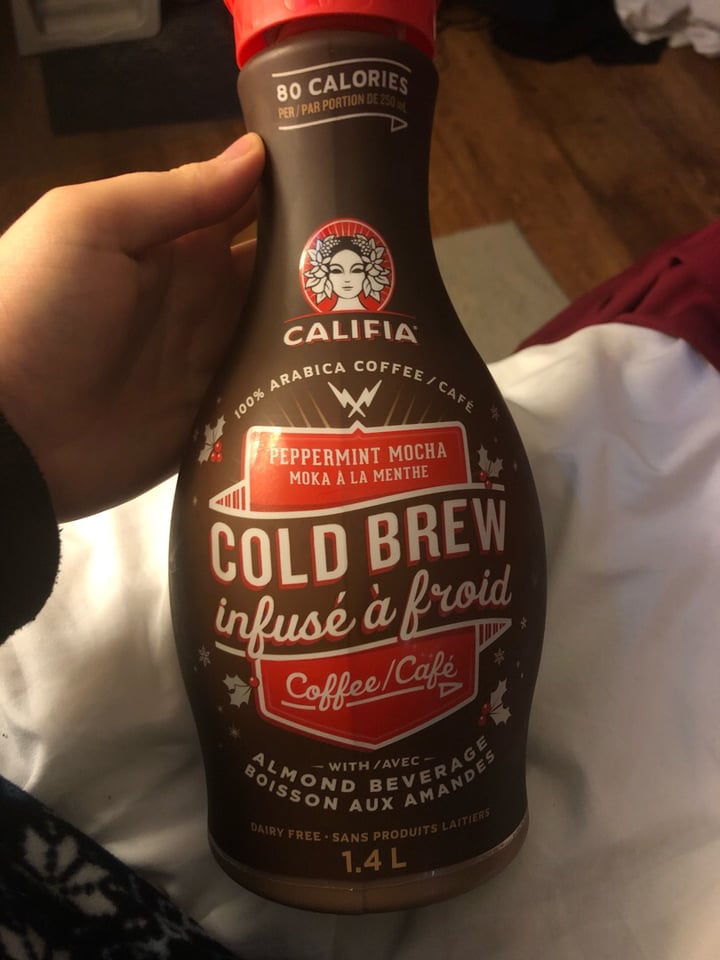 80 CALORIES
PER / PAR PORTION DE 250 mL
CALIFIA
100% ARABICA COFFEE / CAFÉ
PEPPERMINT MOCHA
MOKA À LA MENTHE
COLD BREW
infusé à froid
Coffee/Café
WITH / AVEC
ALMOND BEVERAGE
BOISSON AUX AMANDES
DAIRY FREE • SANS PRODUITS LAITIERS
1.4 L